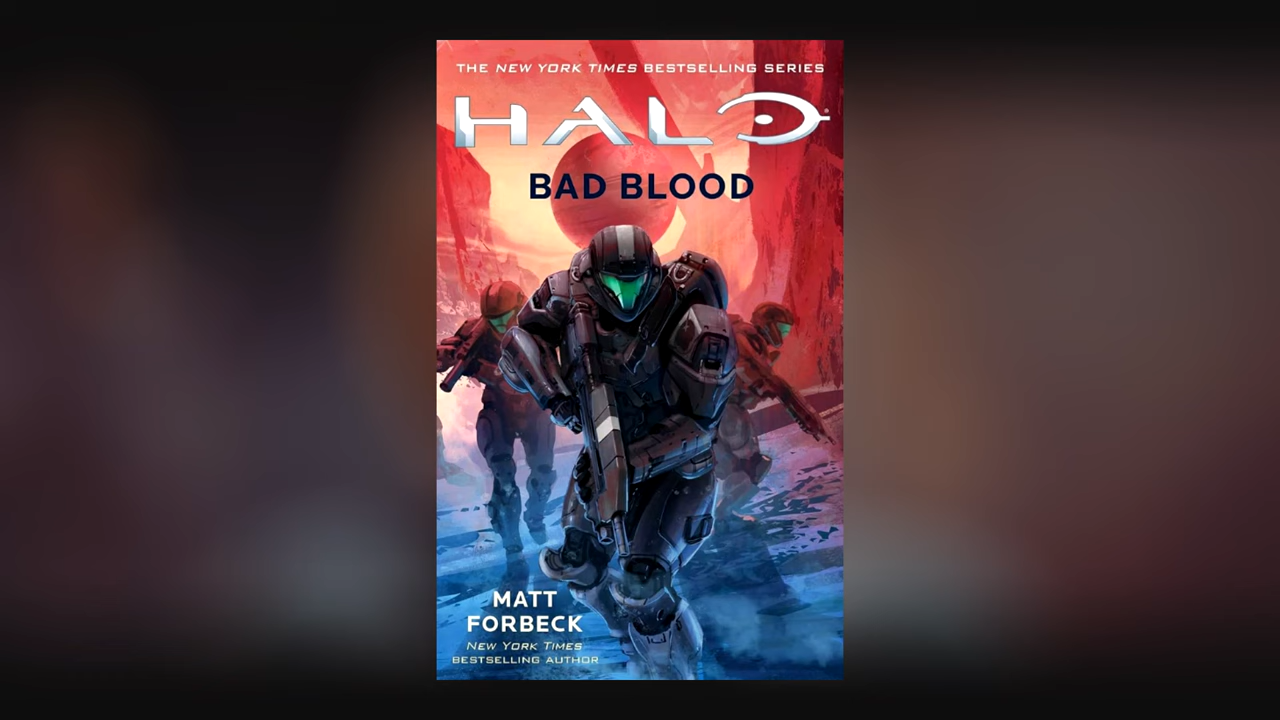 THE NEW YORK TIMES BESTSELLING SERIES
HALO®
BAD BLOOD
MATT
FORBECK
NEW YORK TIMES
BESTSELLING AUTHOR